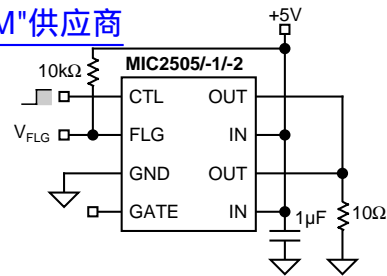 M"供应商
+5V
10kΩ
MIC2505/-1/-2
CTL
OUT
VFLG
FLG
IN
GND
OUT
GATE
IN
1µF
10Ω